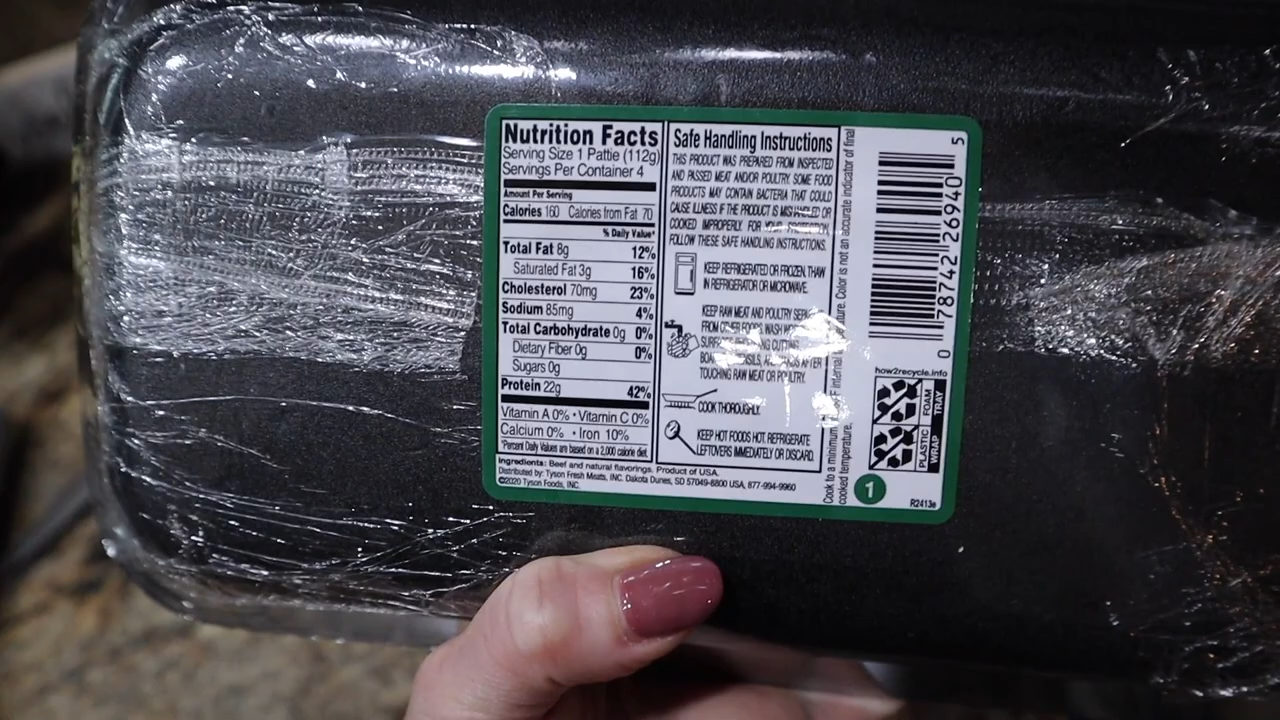 Nutrition Facts
Serving Size 1 Pattie (112g)
Servings Per Container 4
Amount Per Serving
Calories 160 Calories from Fat 70
% Daily Value*
Total Fat 8g 12%
Saturated Fat 3g 16%
Cholesterol 70mg 23%
Sodium 85mg 4%
Total Carbohydrate 0g 0%
Dietary Fiber 0g 0%
Sugars 0g
Protein 22g 42%
Vitamin A 0% • Vitamin C 0%
Calcium 0% • Iron 10%
*Percent Daily Values are based on a 2,000 calorie diet.
Ingredients: Beef and natural flavorings. Product of USA.
Distributed by: Tyson Fresh Meats, INC. Dakota Dunes, SD 57049-8800 USA, 877-994-9960
©2020 Tyson Foods, INC.
Safe Handling Instructions
THIS PRODUCT WAS PREPARED FROM INSPECTED
AND PASSED MEAT AND/OR POULTRY. SOME FOOD
PRODUCTS MAY CONTAIN BACTERIA THAT COULD
CAUSE ILLNESS IF THE PRODUCT IS MISHANDLED OR
COOKED IMPROPERLY. FOR YOUR PROTECTION,
FOLLOW THESE SAFE HANDLING INSTRUCTIONS.
KEEP REFRIGERATED OR FROZEN. THAW
IN REFRIGERATOR OR MICROWAVE.
KEEP RAW MEAT AND POULTRY
FROM OTHER FOODS. WASH
CUTTING
AFTER
TOUCHING RAW MEAT OR POULTRY.
COOK THOROUGHLY.
KEEP HOT FOODS HOT. REFRIGERATE
LEFTOVERS IMMEDIATELY OR DISCARD.
Cook to a minimum F internal Color is not an accurate indicator of final
cooked temperature.
0 78742 26940 5
how2recycle.info
PLASTIC WRAP
FOAM TRAY
1
R2413e